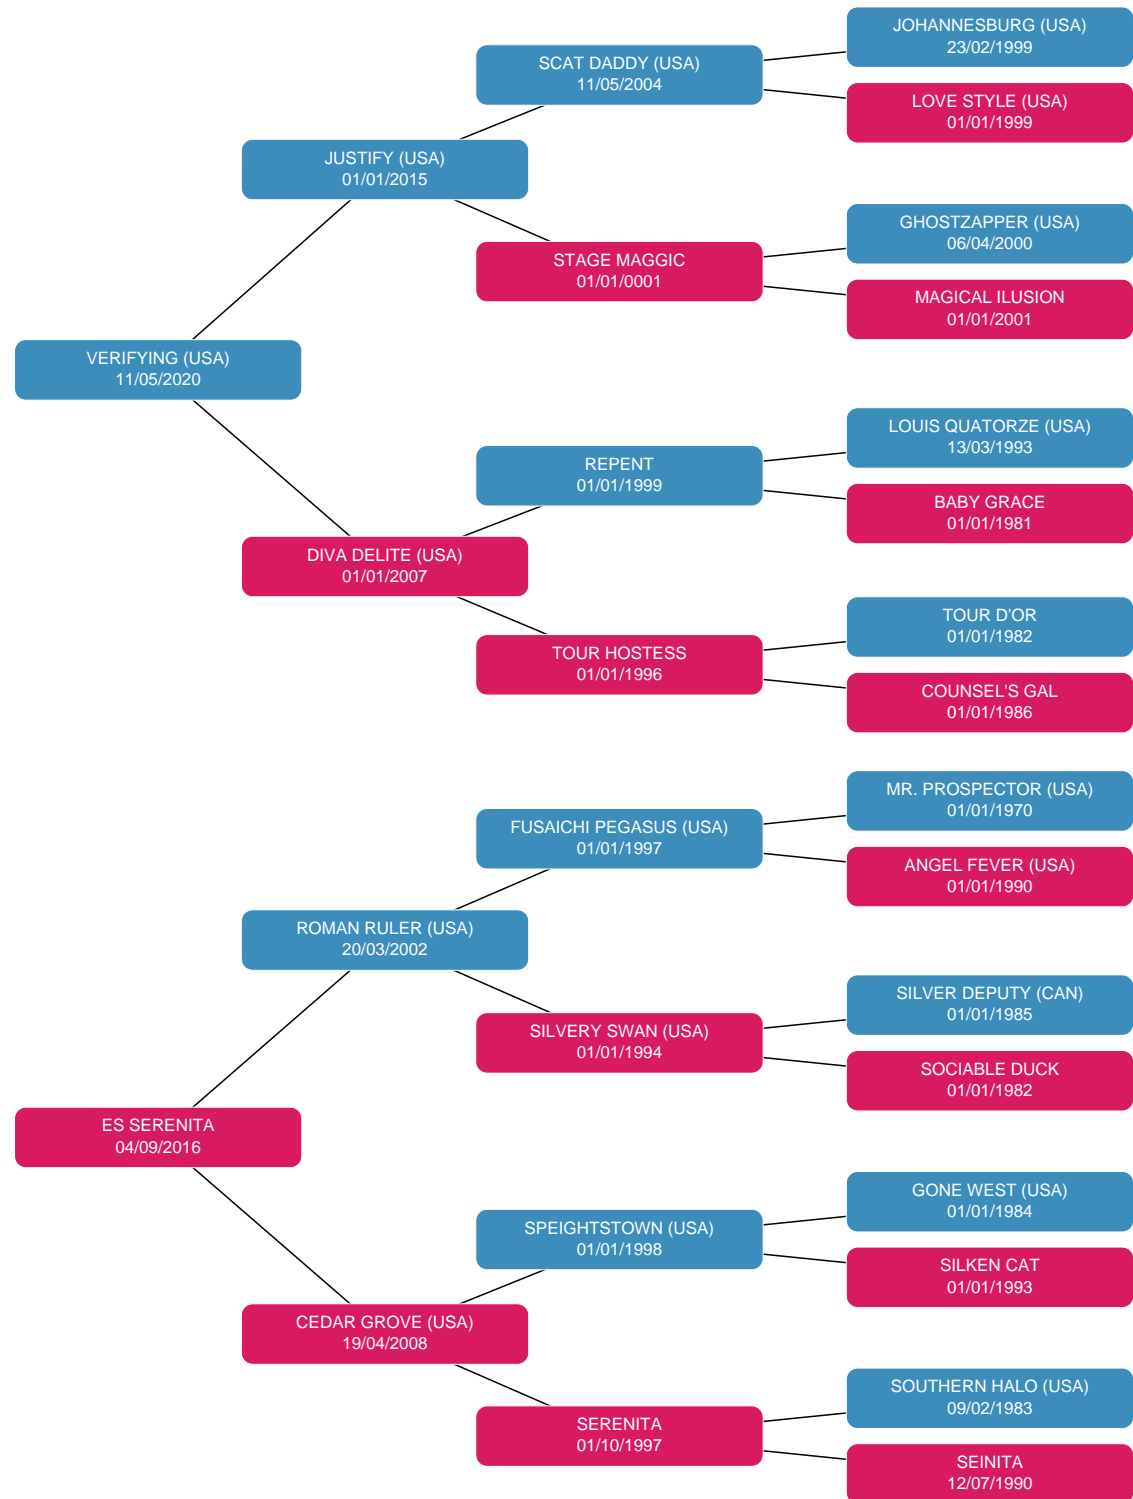 JOHANNESBURG (USA)
23/02/1999
SCAT DADDY (USA)
11/05/2004
LOVE STYLE (USA)
01/01/1999
JUSTIFY (USA)
01/01/2015
GHOSTZAPPER (USA)
06/04/2000
STAGE MAGGIC
01/01/0001
MAGICAL ILUSION
01/01/2001
VERIFYING (USA)
11/05/2020
LOUIS QUATORZE (USA)
13/03/1993
REPENT
01/01/1999
BABY GRACE
01/01/1981
DIVA DELITE (USA)
01/01/2007
TOUR D'OR
01/01/1982
TOUR HOSTESS
01/01/1996
COUNSEL'S GAL
01/01/1986
MR. PROSPECTOR (USA)
01/01/1970
FUSAICHI PEGASUS (USA)
01/01/1997
ANGEL FEVER (USA)
01/01/1990
ROMAN RULER (USA)
20/03/2002
SILVER DEPUTY (CAN)
01/01/1985
SILVERY SWAN (USA)
01/01/1994
SOCIABLE DUCK
01/01/1982
ES SERENITA
04/09/2016
GONE WEST (USA)
01/01/1984
SPEIGHTSTOWN (USA)
01/01/1998
SILKEN CAT
01/01/1993
CEDAR GROVE (USA)
19/04/2008
SOUTHERN HALO (USA)
09/02/1983
SERENITA
01/10/1997
SEINITA
12/07/1990